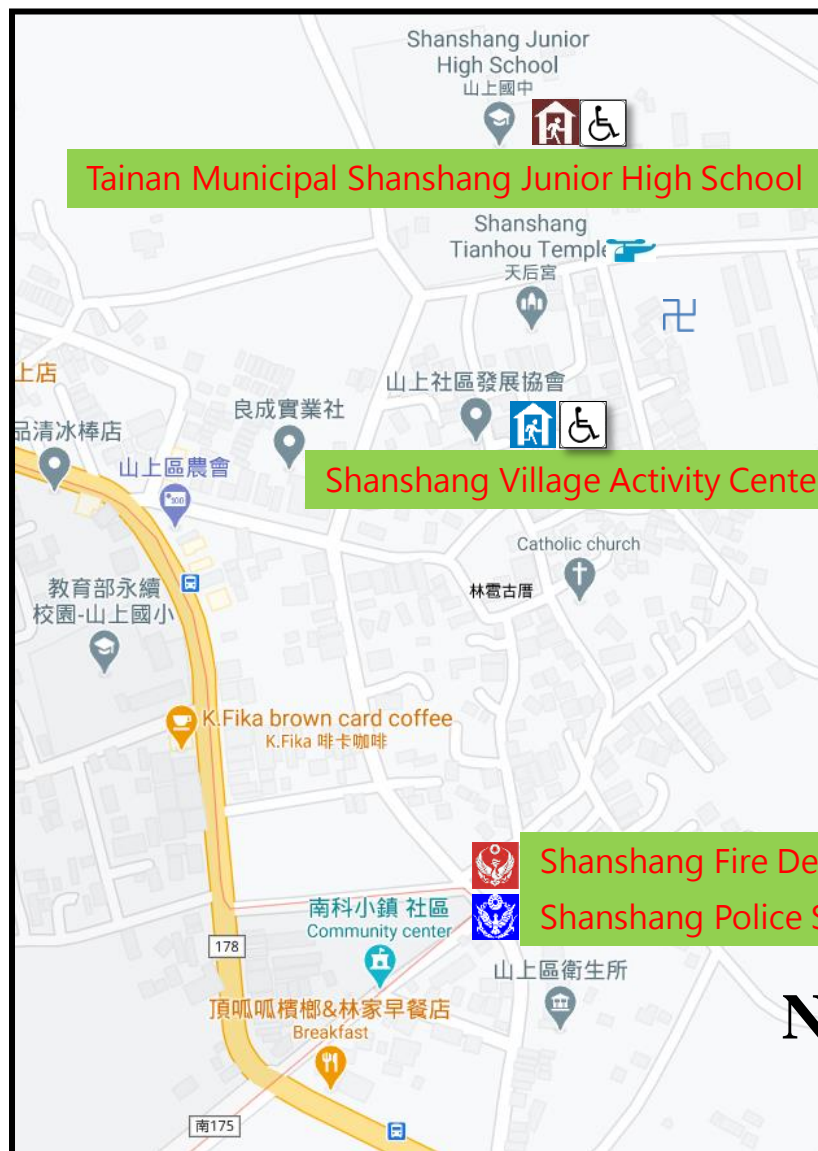 Shanshang Junior
High School
山上國中
Tainan Municipal Shanshang Junior High School
Shanshang
Tianhou Temple
天后宮
卍
上店
山上社區發展協會
良成實業社
品清冰棒店
山上區農會
Shanshang Village Activity Cente
Catholic church
林雹古厝
教育部永續
校園-山上國小
K.Fika brown card coffee
K.Fika 啡卡咖啡
Shanshang Fire De
南科小鎮 社區
Community center
Shanshang Police S
178
山上區衛生所
頂呱呱檳榔&林家早餐店
Breakfast
N
南175